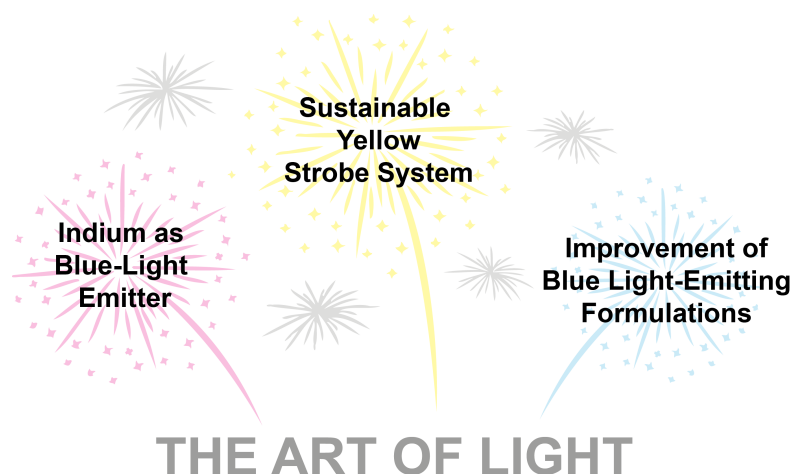 Sustainable
Yellow
Strobe System
Indium as
Blue-Light
Emitter
Improvement of
Blue Light-Emitting
Formulations
THE ART OF LIGHT